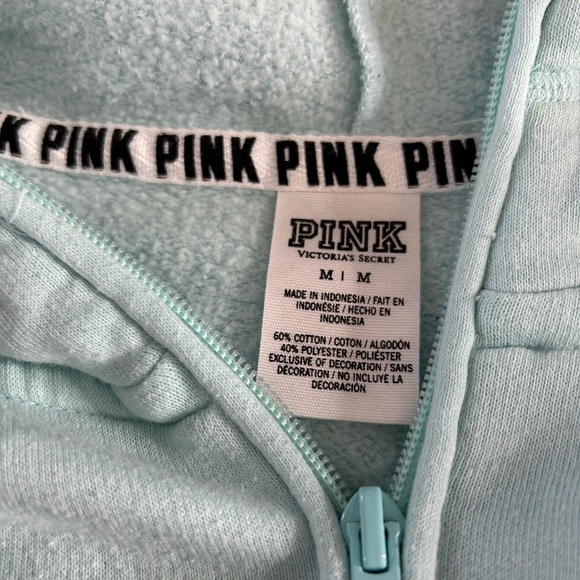 K PINK PINK PINK PIN
PINK
VICTORIA'S SECRET
M | M
MADE IN INDONESIA / FAIT EN
INDONÉSIE / HECHO EN
INDONESIA
60% COTTON / COTON / ALGODÓN
40% POLYESTER / POLIÉSTER
EXCLUSIVE OF DECORATION / SANS
DÉCORATION / NO INCLUYE LA
DECORACIÓN